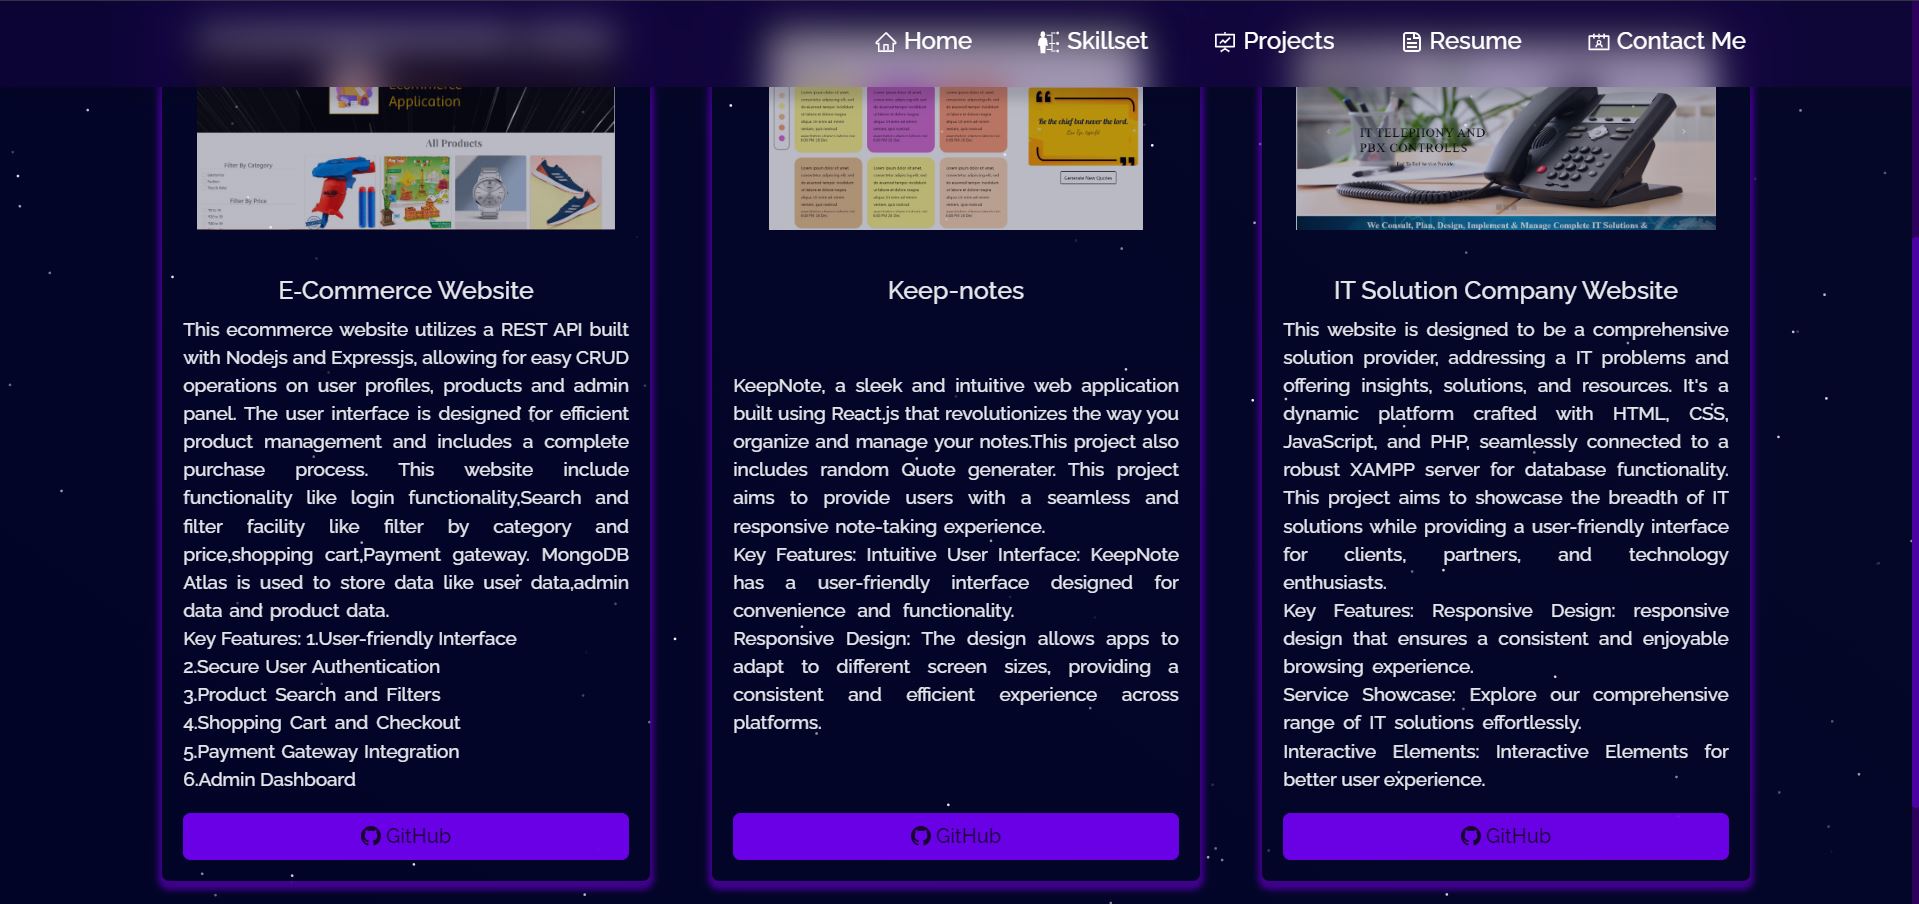 Home
Skillset
Projects
Resume
Contact Me
Ecommerce
Application
All Products
Filter By Category
Filter By Price
Be the chief but never the lord.
Generate New Quotes
IT TELEPHONY AND
PBX CONTROLLS
We Consult, Plan, Design, Implement & Manage Complete IT Solutions &
E-Commerce Website
This ecommerce website utilizes a REST API built
with Nodejs and Expressjs, allowing for easy CRUD
operations on user profiles, products and admin
panel. The user interface is designed for efficient
product management and includes a complete
purchase process. This website include
functionality like login functionality,Search and
filter facility like filter by category and
price,shopping cart,Payment gateway. MongoDB
Atlas is used to store data like user data,admin
data and product data.
Key Features: 1.User-friendly Interface
2.Secure User Authentication
3.Product Search and Filters
4.Shopping Cart and Checkout
5.Payment Gateway Integration
6.Admin Dashboard
GitHub
Keep-notes
KeepNote, a sleek and intuitive web application
built using React.js that revolutionizes the way you
organize and manage your notes.This project also
includes random Quote generater. This project
aims to provide users with a seamless and
responsive note-taking experience.
Key Features: Intuitive User Interface: KeepNote
has a user-friendly interface designed for
convenience and functionality.
Responsive Design: The design allows apps to
adapt to different screen sizes, providing a
consistent and efficient experience across
platforms.
GitHub
IT Solution Company Website
This website is designed to be a comprehensive
solution provider, addressing a IT problems and
offering insights, solutions, and resources. It's a
dynamic platform crafted with HTML, CSS,
JavaScript, and PHP, seamlessly connected to a
robust XAMPP server for database functionality.
This project aims to showcase the breadth of IT
solutions while providing a user-friendly interface
for clients, partners, and technology
enthusiasts.
Key Features: Responsive Design: responsive
design that ensures a consistent and enjoyable
browsing experience.
Service Showcase: Explore our comprehensive
range of IT solutions effortlessly.
Interactive Elements: Interactive Elements for
better user experience.
GitHub